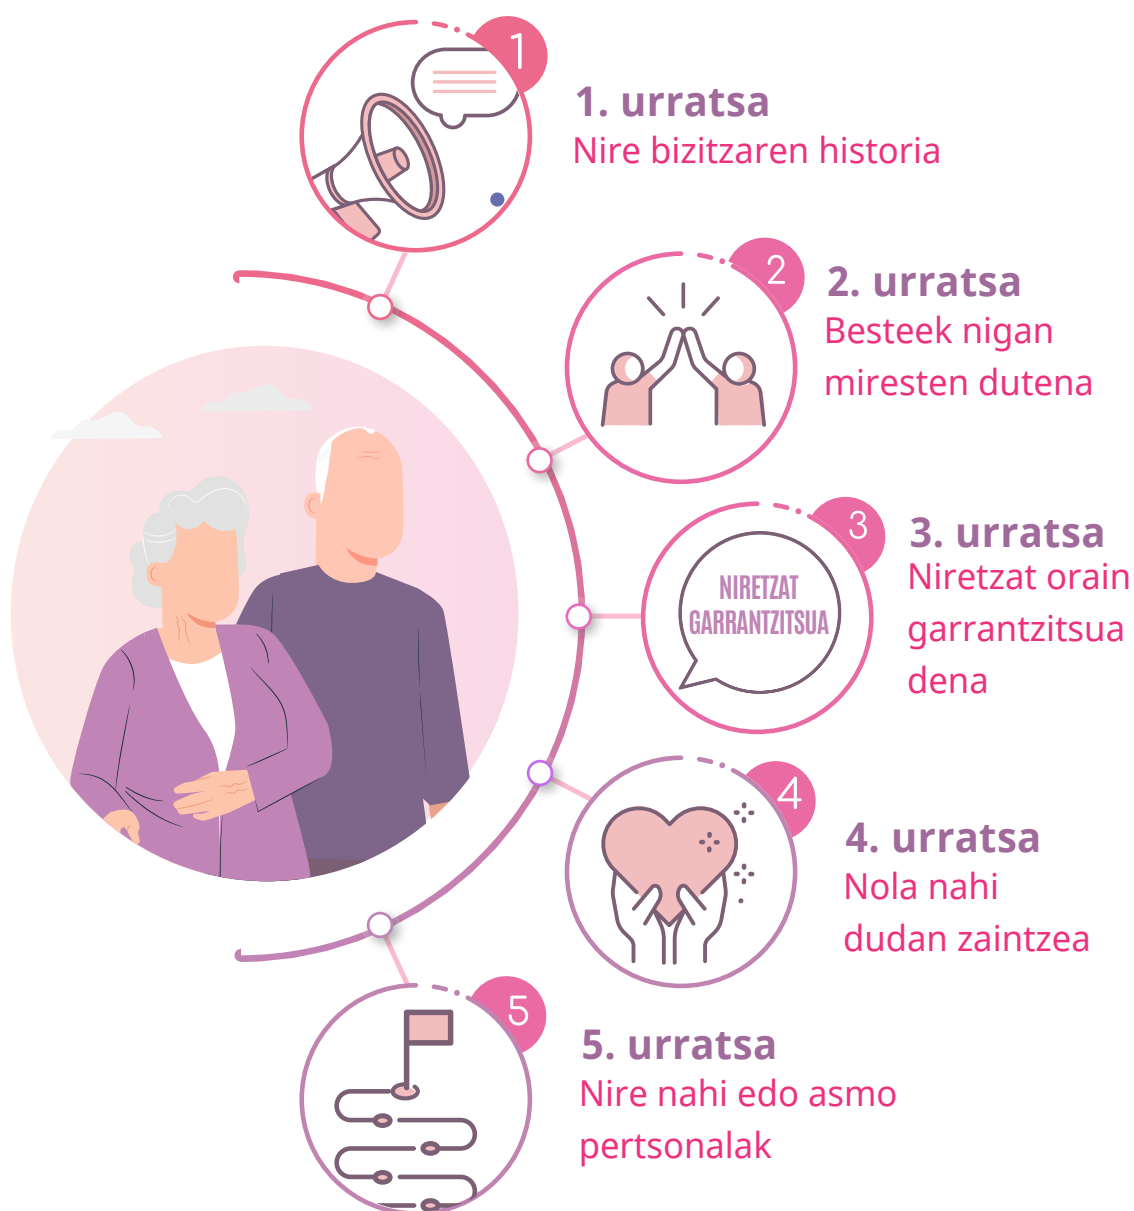 1
1. urratsa
Nire bizitzaren historia
2
2. urratsa
Besteek nigan
miresten dutena
3
NIRETZAT
GARRANTZITSUA
3. urratsa
Niretzat orain
garrantzitsua
dena
4
4. urratsa
Nola nahi
dudan zaintzea
5
5. urratsa
Nire nahi edo asmo
pertsonalak